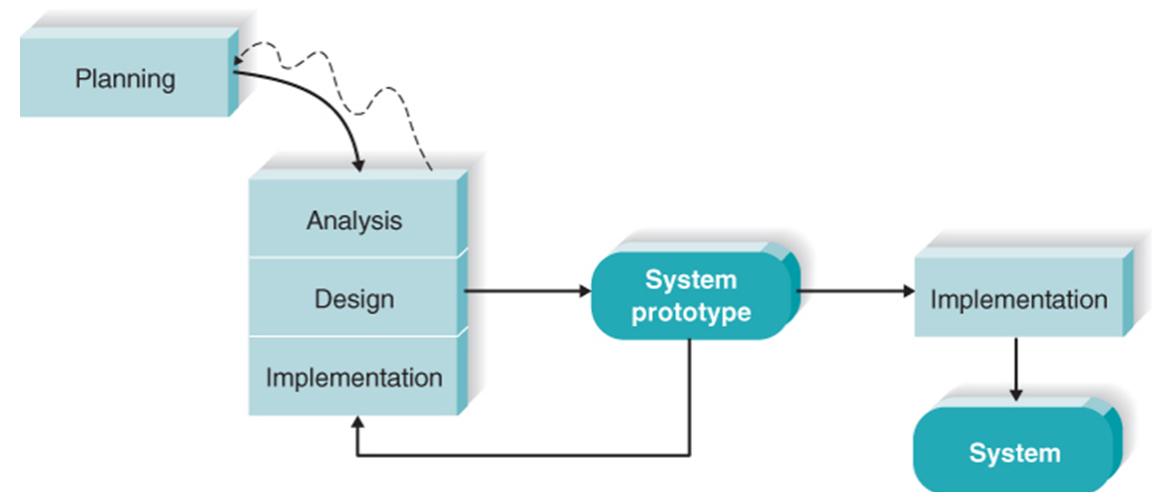 Planning
Analysis
Design
Implementation
System
prototype
Implementation
System